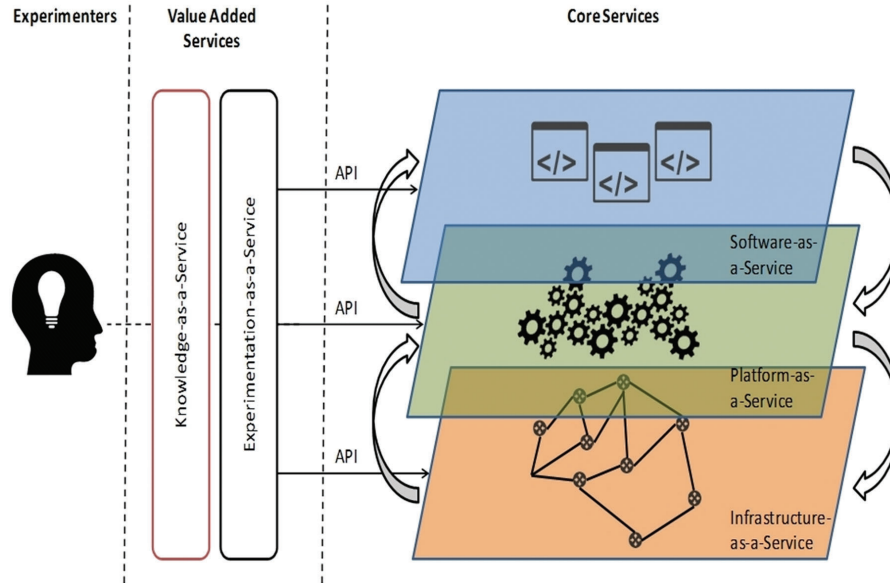 Experimenters
Value Added
Services
Core Services
Knowledge-as-a-Service
Experimentation-as-a-Service
API
API
API
</>
</>
</>
Software-as-
a-Service
Platform-as-
a-Service
Infrastructure-
as-a-Service